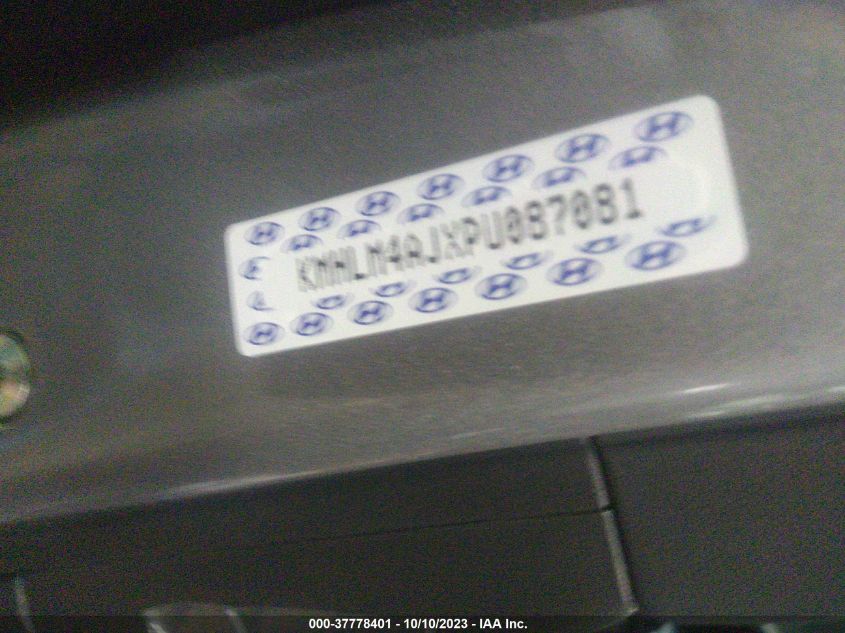 KMHLM4AJXPU087081
000-37778401 - 10/10/2023 - IAA Inc.